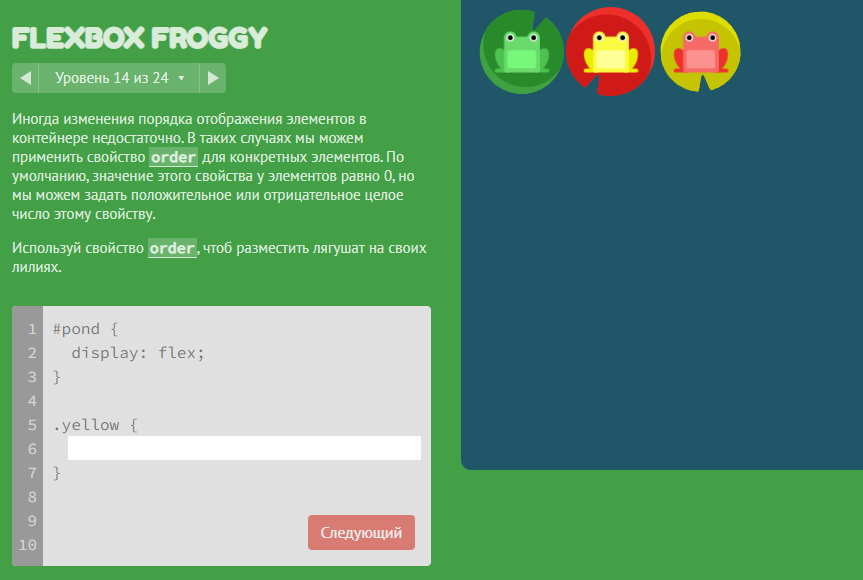 FLEXBOX FROGGY
Уровень 14 из 24
Иногда изменения порядка отображения элементов в
контейнере недостаточно. В таких случаях мы можем
применить свойство order для конкретных элементов. По
умолчанию, значение этого свойства у элементов равно 0, но
мы можем задать положительное или отрицательное целое
число этому свойству.
Используй свойство order, чтоб разместить лягушат на своих
лилиях.
1 #pond {
2 display: flex;
3 }
4
5 .yellow {
6
7 }
8
9
10
Следующий